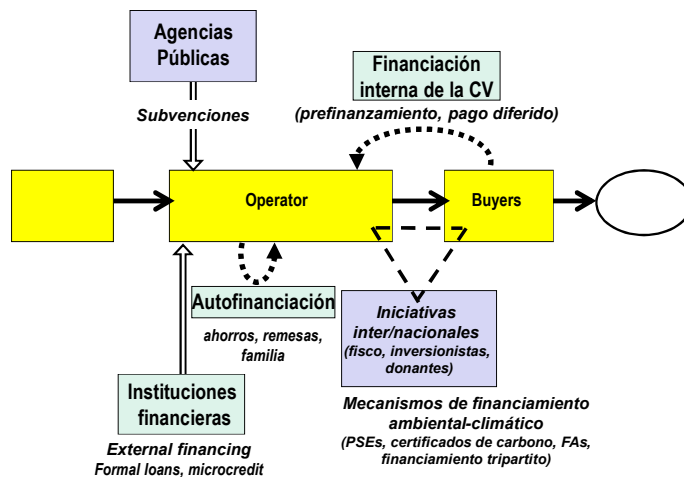 Agencias
Públicas
Financiación
interna de la CV
Subvenciones
(prefinanzamiento, pago diferido)
Operator
Buyers
Autofinanciación
ahorros, remesas,
familia
Iniciativas
inter/nacionales
(fisco, inversionistas,
donantes)
Instituciones
financieras
External financing
Formal loans, microcredit
Mecanismos de financiamiento
ambiental-climático
(PSEs, certificados de carbono, FAs,
financiamiento tripartito)